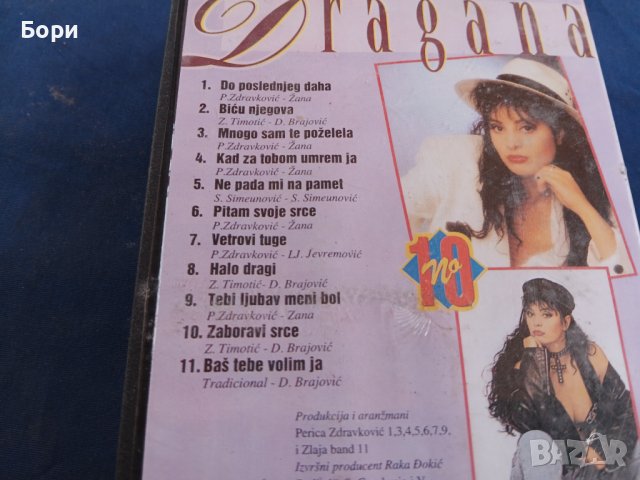 Бори
Dragana
1. Do poslednjeg daha
P.Zdravković - Žana
2. Biću njegova
Z. Timotić - D. Brajović
3. Mnogo sam te poželela
P.Zdravković - Žana
4. Kad za tobom umrem ja
P.Zdravković - Žana
5. Ne pada mi na pamet
S. Simeunović - S. Simeunović
6. Pitam svoje srce
P.Zdravković - Žana
7. Vetrovi tuge
P.Zdravković - LJ. Jevremović
8. Halo dragi
Z. Timotić- D. Brajović
9. Tebi ljubav meni bol
P.Zdravković - Zana
10. Zaboravi srce
Z. Timotić - D. Brajović
11. Baš tebe volim ja
Tradicional - D. Brajović
No 10
Produkcija i aranžmani
Perica Zdravković 1,3,4,5,6,7,9,
i Zlaja band 11
Izvršni producent Raka Đokić
BAZAR